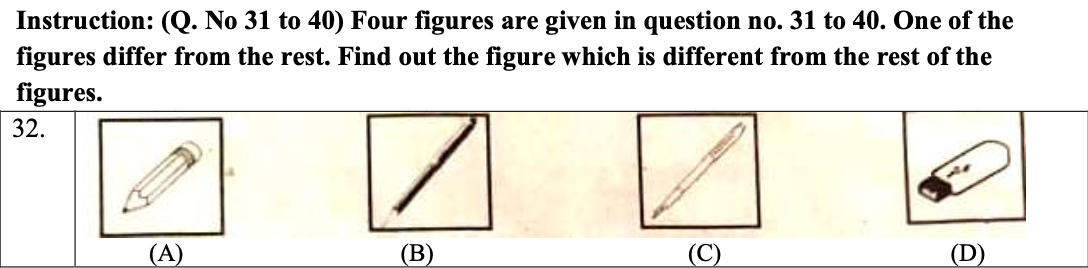 Instruction: (Q. No 31 to 40) Four figures are given in question no. 31 to 40. One of the
figures differ from the rest. Find out the figure which is different from the rest of the
figures.
32.
(A) (B) (C) (D)